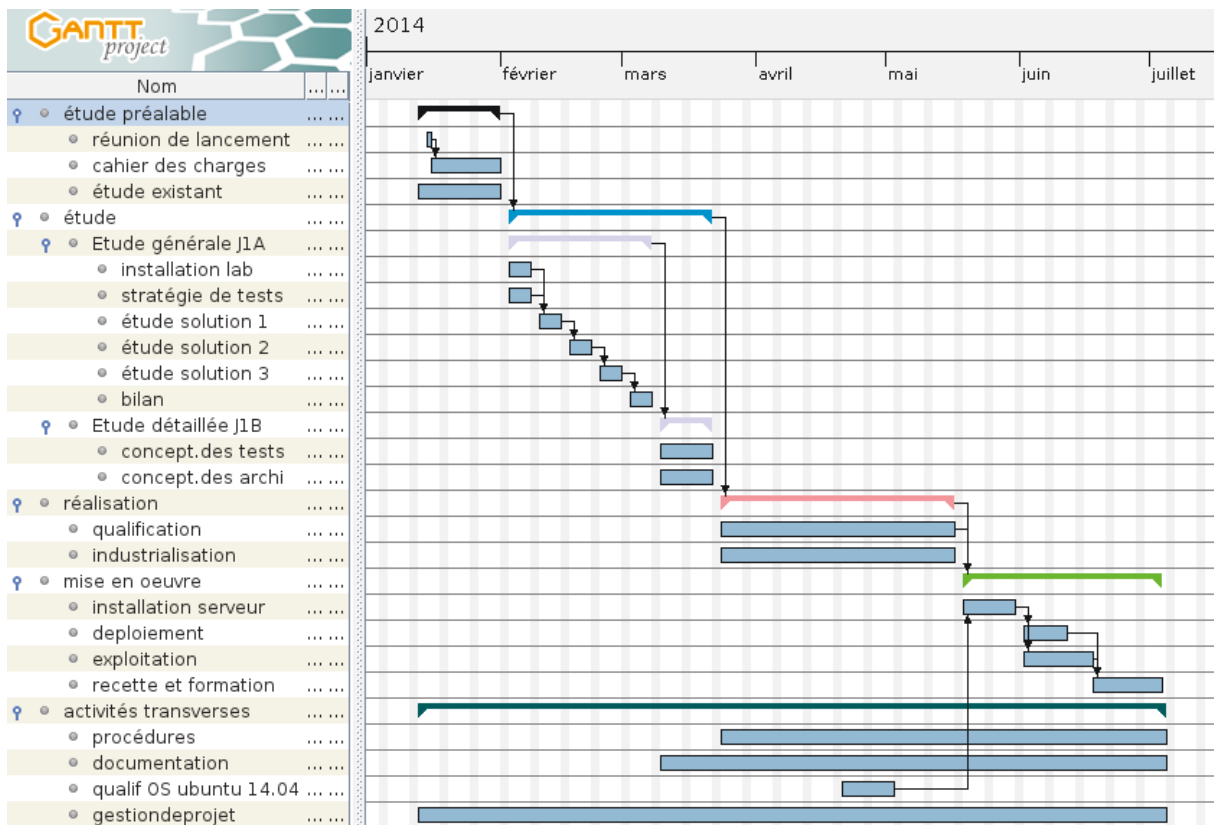 GANTT
project
2014
janvier février mars avril mai juin juillet
Nom ... ...
étude préalable ... ...
réunion de lancement ... ...
cahier des charges ... ...
étude existant ... ...
étude ... ...
Etude générale J1A ... ...
installation lab ... ...
stratégie de tests ... ...
étude solution 1 ... ...
étude solution 2 ... ...
étude solution 3 ... ...
bilan ... ...
Etude détaillée J1B ... ...
concept.des tests ... ...
concept.des archi ... ...
réalisation ... ...
qualification ... ...
industrialisation ... ...
mise en oeuvre ... ...
installation serveur ... ...
deploiement ... ...
exploitation ... ...
recette et formation ... ...
activités transverses ... ...
procédures ... ...
documentation ... ...
qualif OS ubuntu 14.04 ... ...
gestiondeprojet ... ...